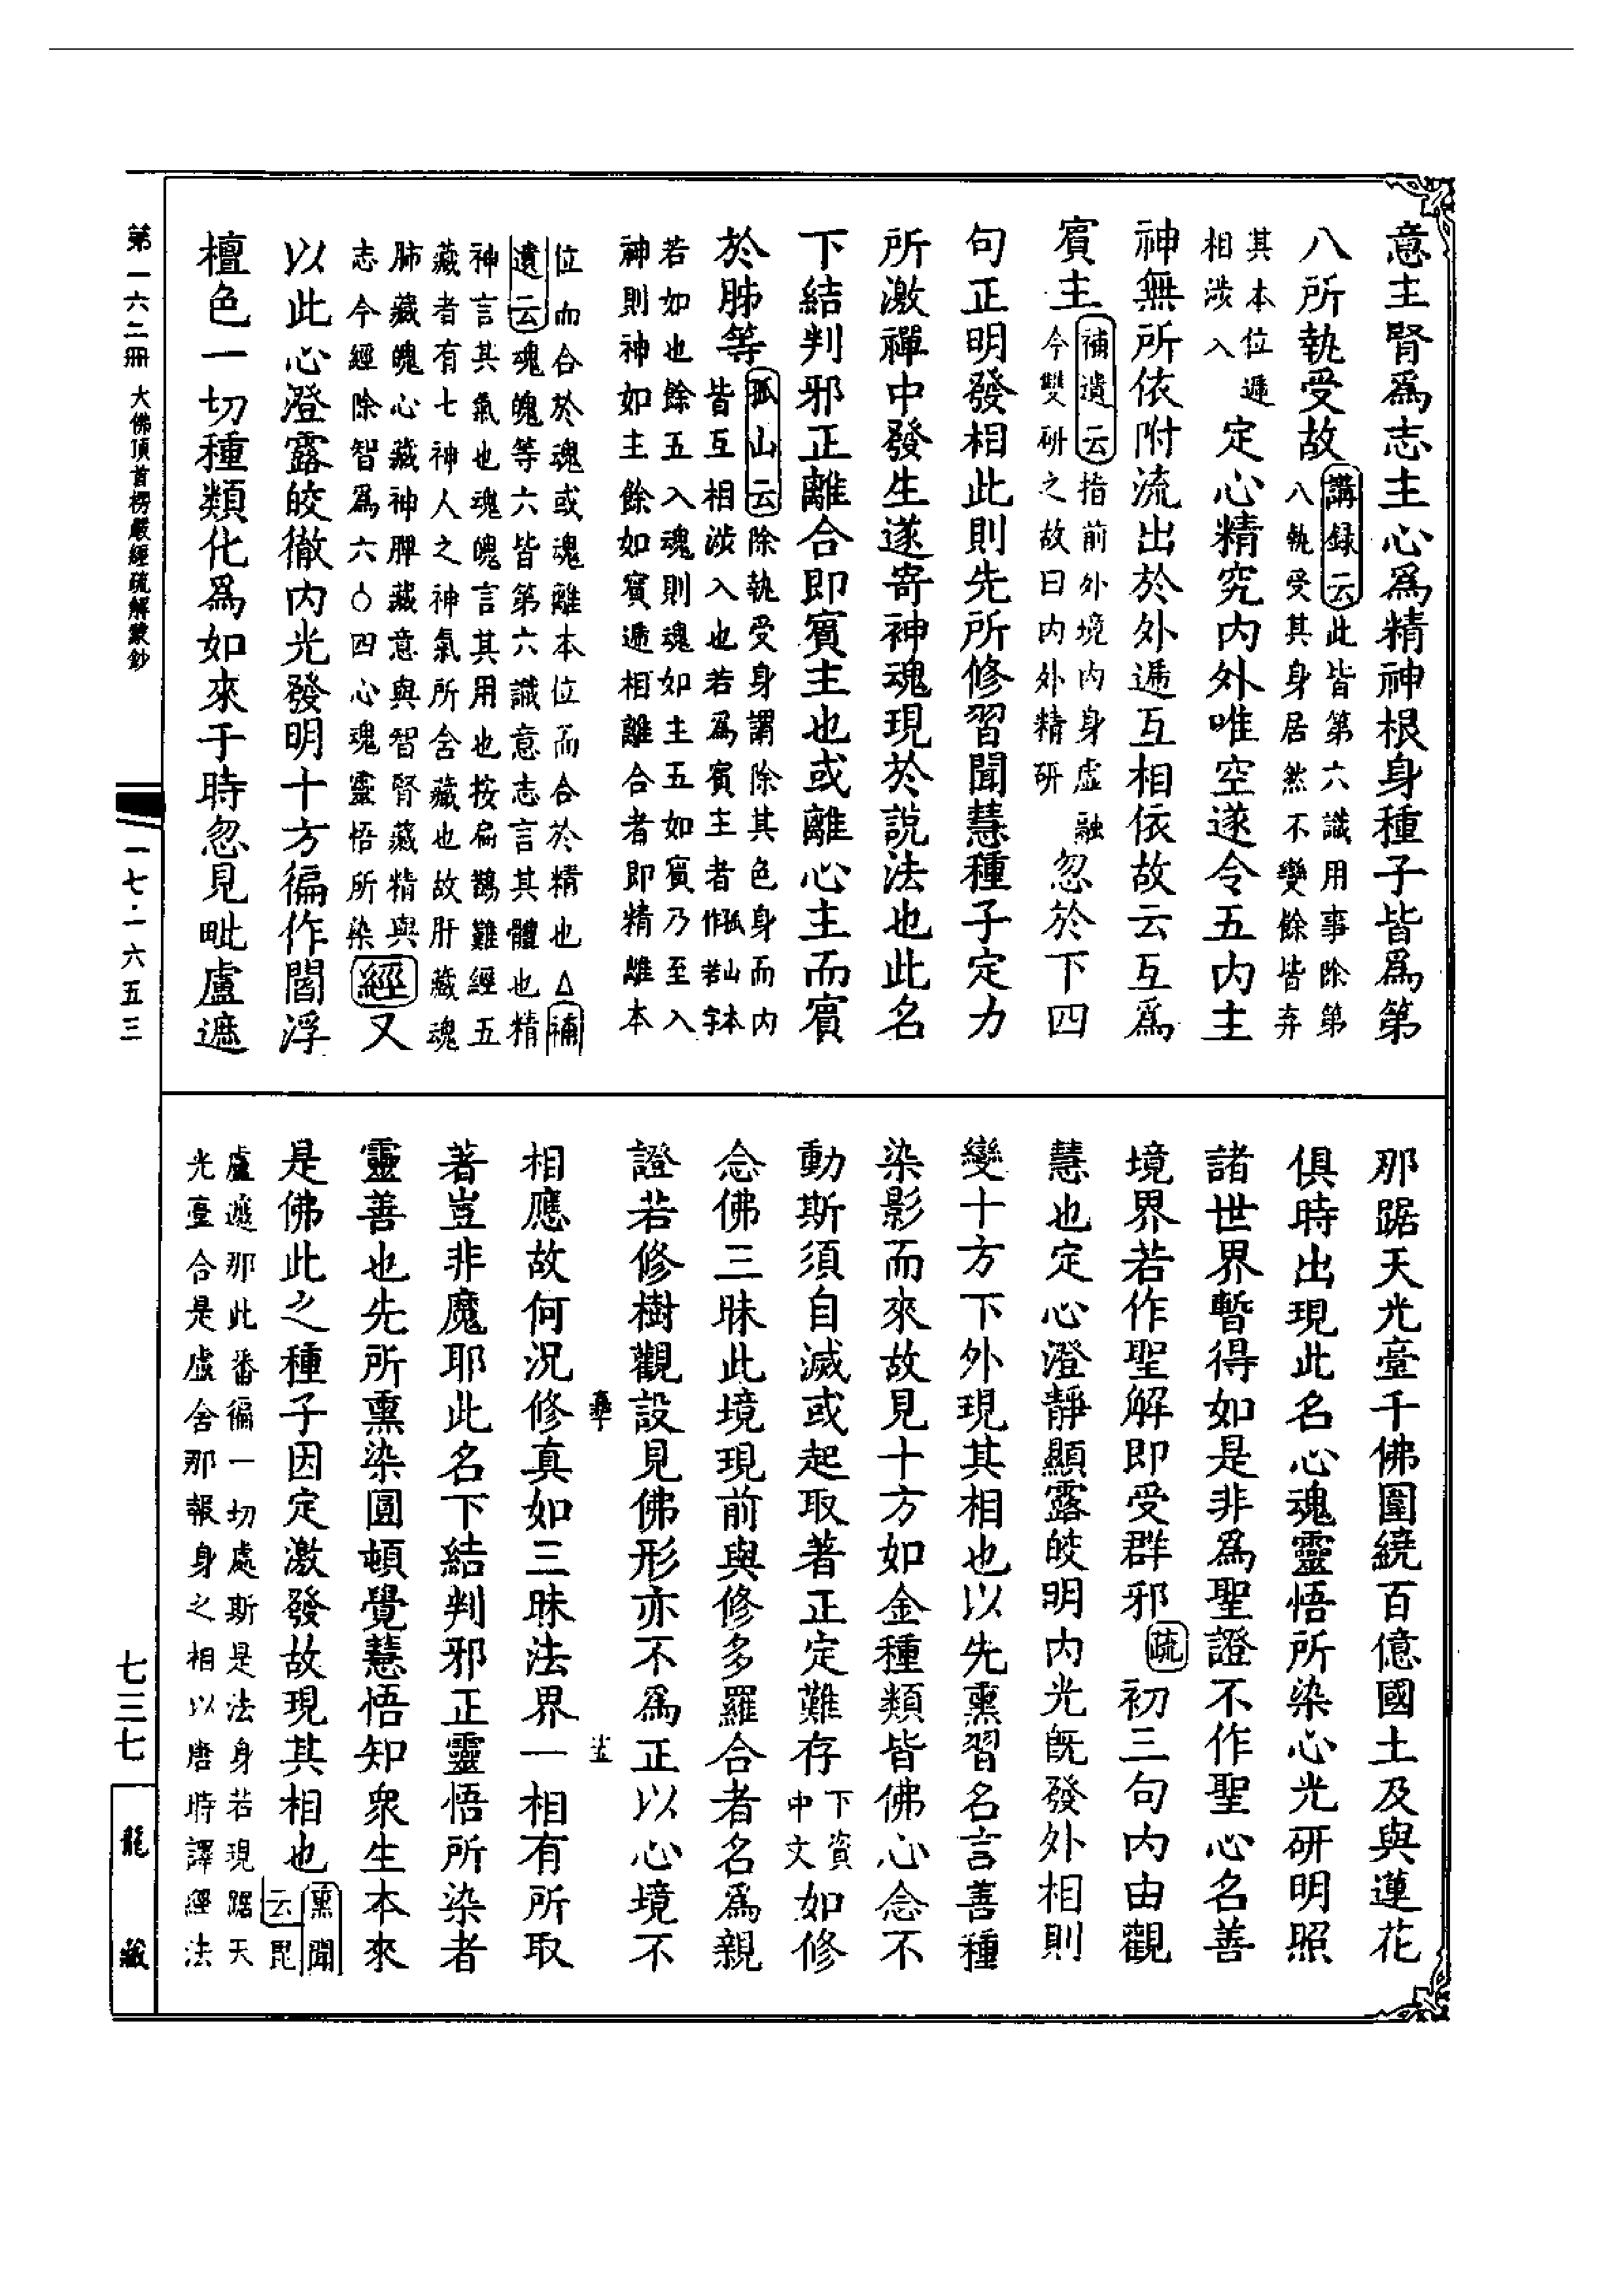 意主腎爲志主心爲精神根身種子皆爲第
八所執受故講録云此皆第六識用事除第
八執受其身居然不變餘皆弃
其本位遞
相涉入定心精究内外唯空遂令五内主
神無所依附流出於外遞互相依故云互爲
賓主補遺云指前外境内身虚融
今雙研之故曰内外精研忽於下四
句正明發相此則先所修習聞慧種子定力
所激禪中發生遂寄神魂現於説法也此名
下結判邪正離合即賓主也或離心主而賓
於肺等孤山云除執受身謂除其色身而内
皆互相涉入也若爲賓主者孤山本
作若字
若如也餘五入魂則魂如主五如賓乃至入
神則神如主餘如賓遞相離合者即精離本
位而合於魂或魂離本位而合於精也△補
遺云魂魄等六皆第六識意志言其體也精
神言其氣也魂魄言其用也按扁鵲難經五
藏者有七神人之神氣所舍藏也故肝藏魂
肺藏魄心藏神脾藏意與智腎藏精與
志今經除智爲六○四心魂靈悟所染經又
以此心澄露皎徹内光發明十方徧作閻浮
檀色一切種類化爲如來于時忽見毗盧遮
那踞天光臺千佛圍繞百億國土及與蓮花
俱時出現此名心魂靈悟所染心光研明照
諸世界暫得如是非爲聖證不作聖心名善
境界若作聖解即受群邪疏初三句内由觀
慧也定心澄靜顯露皎明内光旣發外相則
變十方下外現其相也以先熏習名言善種
染影而來故見十方如金種類皆佛心念不
動斯須自滅或起取著正定難存下資
中文如修
念佛三昧此境現前與修多羅合者名爲親
證若修樹觀設見佛形亦不爲正以心境不
相應故何况修真如三昧法界一相有所取
著豈非魔耶此名下結判邪正靈悟所染者
靈善也先所熏染圓頓覺慧悟知衆生本來
是佛此之種子因定激發故現其相也熏聞
云毘
盧遮那此番徧一切處斯是法身若現踞天
光臺合是盧舍那報身之相以唐時譯經法
第一六二冊 大佛頂首楞嚴經疏解蒙鈔
一七·一六五三
七三七
龍藏